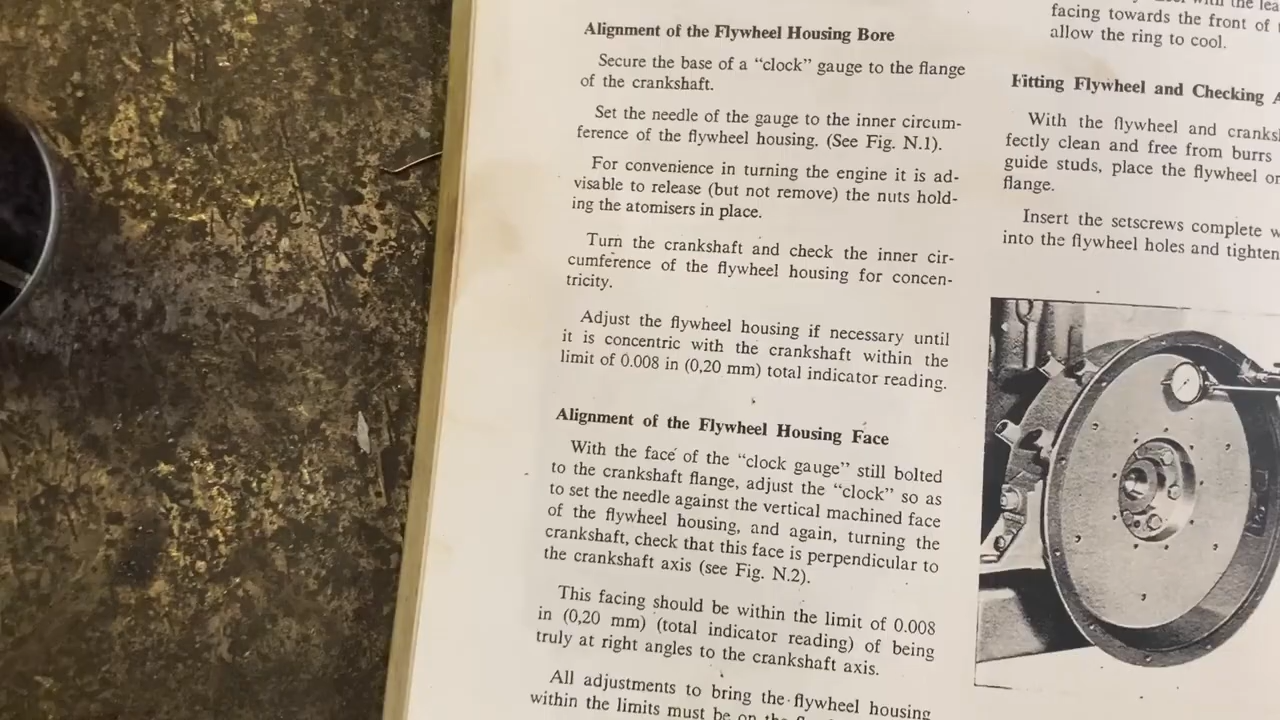 Alignment of the Flywheel Housing Bore
Secure the base of a “clock” gauge to the flange
of the crankshaft.
Set the needle of the gauge to the inner circum-
ference of the flywheel housing. (See Fig. N.1).
For convenience in turning the engine it is ad-
visable to release (but not remove) the nuts hold-
ing the atomisers in place.
Turn the crankshaft and check the inner cir-
cumference of the flywheel housing for concen-
tricity.
Adjust the flywheel housing if necessary until
it is concentric with the crankshaft within the
limit of 0.008 in (0,20 mm) total indicator reading.
Alignment of the Flywheel Housing Face
With the face of the “clock gauge” still bolted
to the crankshaft flange, adjust the “clock” so as
to set the needle against the vertical machined face
of the flywheel housing, and again, turning the
crankshaft, check that this face is perpendicular to
the crankshaft axis (see Fig. N.2).
This facing should be within the limit of 0.008
in (0,20 mm) (total indicator reading) of being
truly at right angles to the crankshaft axis.
All adjustments to bring the flywheel housing
within the limits must be on the
with the
facing towards the front of
allow the ring to cool.
Fitting Flywheel and Checking
With the flywheel and
fectly clean and free from burrs
guide studs, place the flywheel
flange.
Insert the setscrews complete
into the flywheel holes and tighten